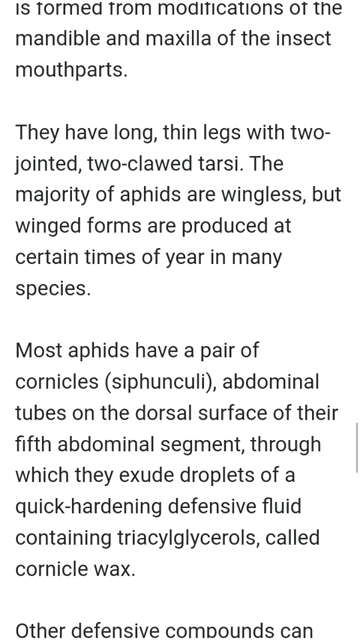 is formed from modifications of the
mandible and maxilla of the insect
mouthparts.
They have long, thin legs with two-
jointed, two-clawed tarsi. The
majority of aphids are wingless, but
winged forms are produced at
certain times of year in many
species.
Most aphids have a pair of
cornicles (siphunculi), abdominal
tubes on the dorsal surface of their
fifth abdominal segment, through
which they exude droplets of a
quick-hardening defensive fluid
containing triacylglycerols, called
cornicle wax.
Other defensive compounds can